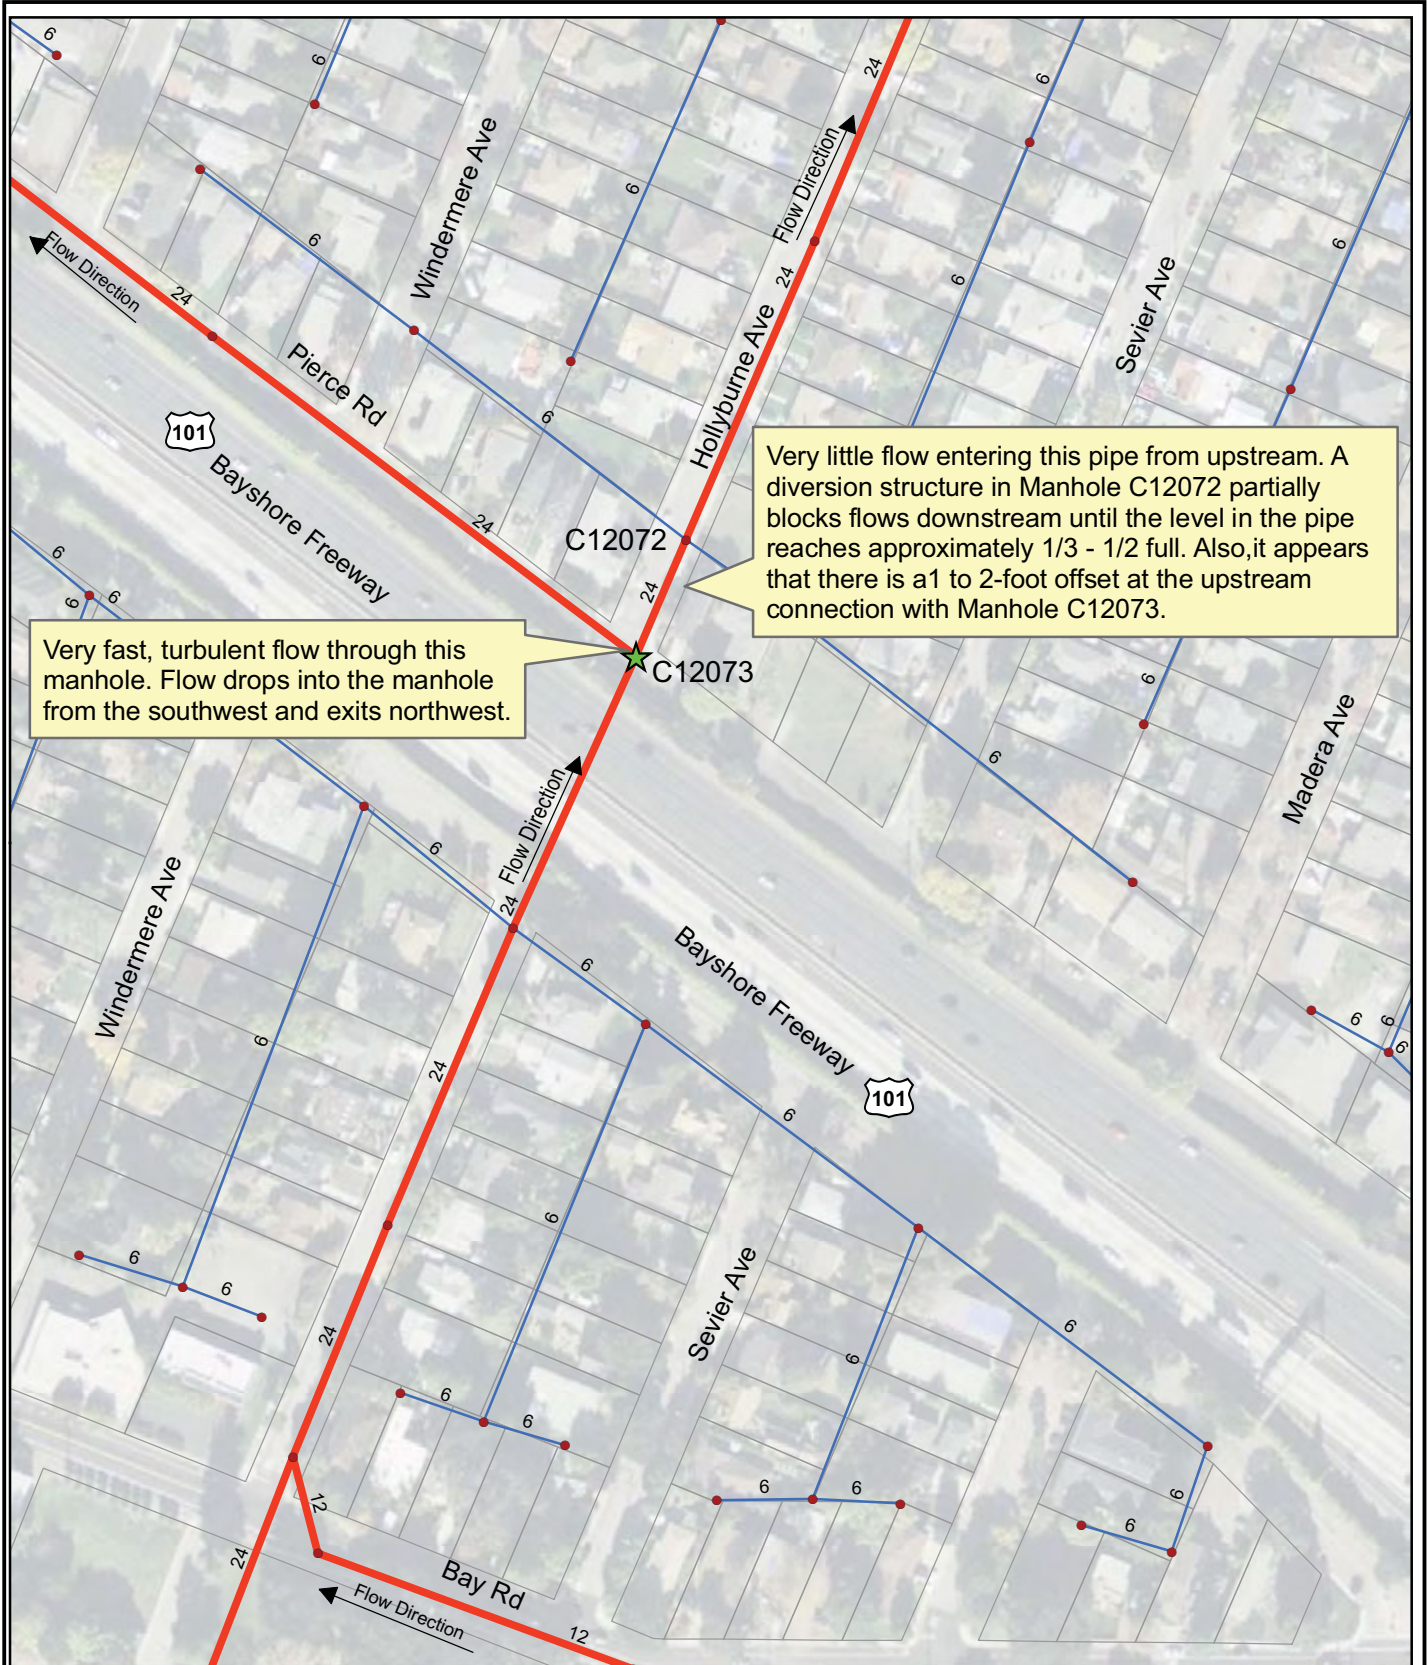 6
6
24
6
Windermere Ave
Flow Direction
6
6
6
Flow Direction
24
24
6
Sevier Ave
Pierce Rd
Hollyburne Ave
101
6
Bayshore Freeway
24
C12072
Very little flow entering this pipe from upstream. A
diversion structure in Manhole C12072 partially
blocks flows downstream until the level in the pipe
reaches approximately 1/3 - 1/2 full. Also,it appears
that there is a1 to 2-foot offset at the upstream
connection with Manhole C12073.
6
6
6
24
Very fast, turbulent flow through this
manhole. Flow drops into the manhole
from the southwest and exits northwest.
C12073
6
6
Madera Ave
Flow Direction
6
24
Windermere Ave
Bayshore Freeway
6
6
24
101
6
6
6
6
6
6
6
24
Sevier Ave
6
6
6
6
6
6
6
6
12
24
Bay Rd
Flow Direction
12